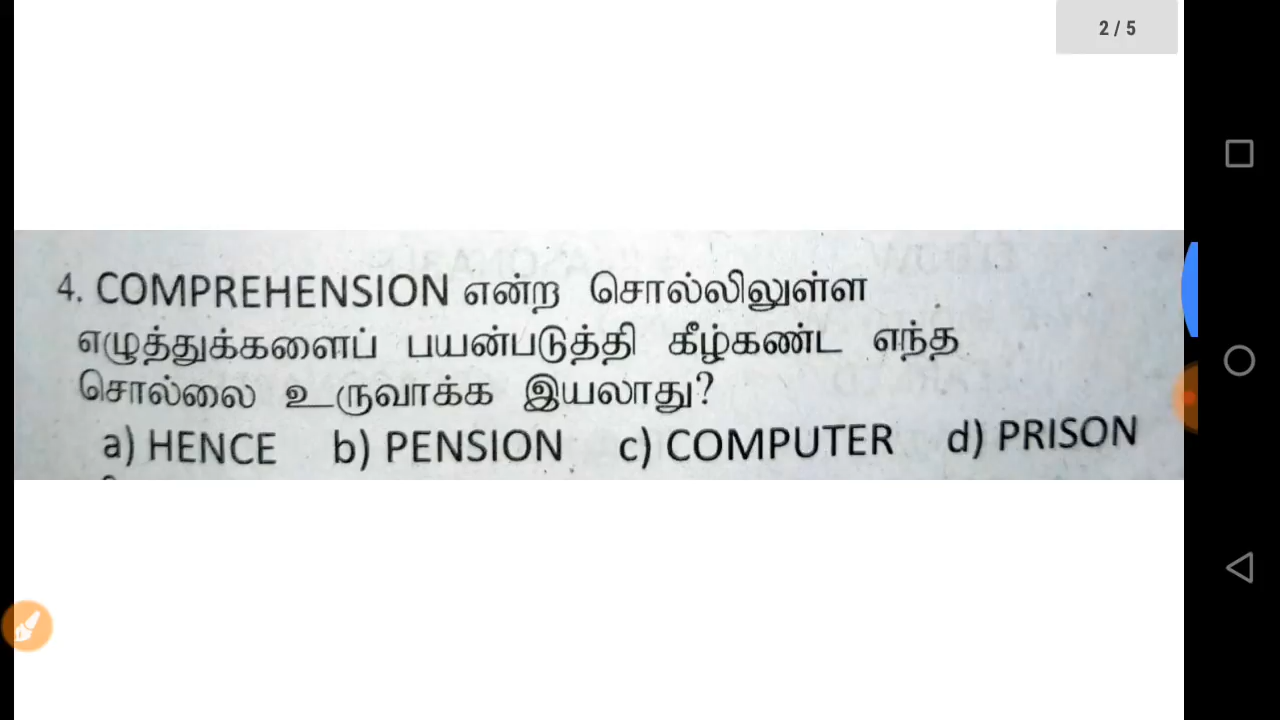 2 / 5
4. COMPREHENSION என்ற சொல்லிலுள்ள
எழுத்துக்களைப் பயன்படுத்தி கீழ்கண்ட எந்த
சொல்லை உருவாக்க இயலாது?
a) HENCE b) PENSION c) COMPUTER d) PRISON